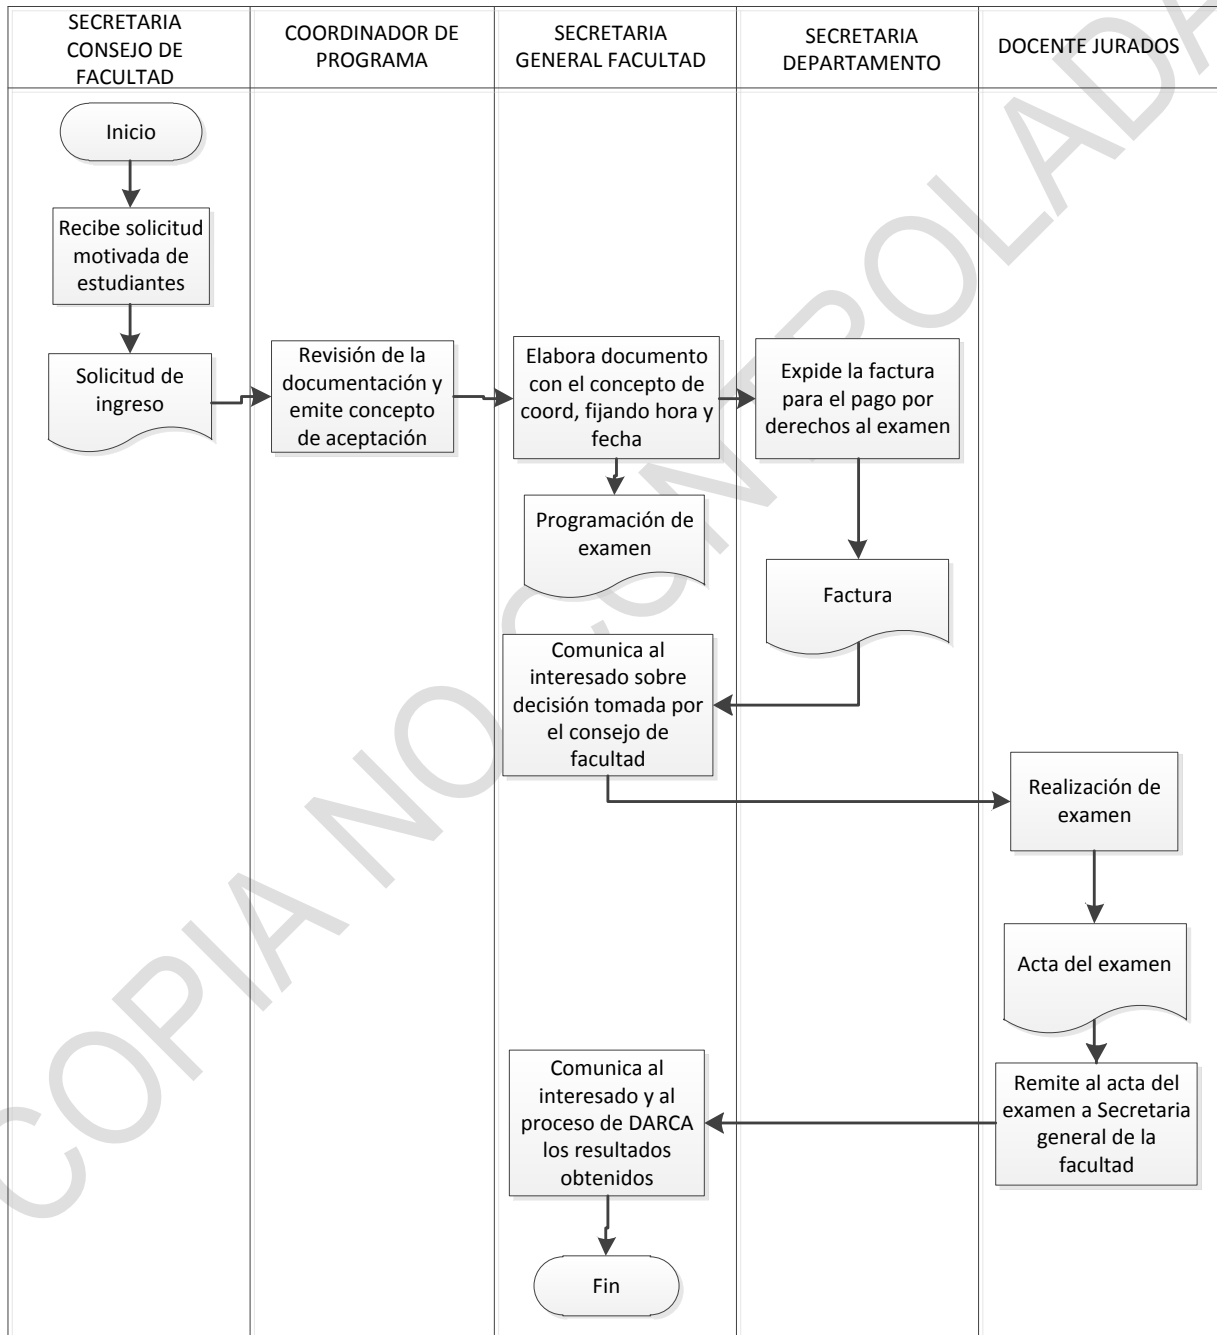 SECRETARIA
CONSEJO DE
FACULTAD
COORDINADOR DE
PROGRAMA
SECRETARIA
GENERAL FACULTAD
SECRETARIA
DEPARTAMENTO
DOCENTE JURADOS
Inicio
Recibe solicitud
motivada de
estudiantes
Solicitud de
ingreso
Revisión de la
documentación y
emite concepto
de aceptación
Elabora documento
con el concepto de
coord, fijando hora y
fecha
Expide la factura
para el pago por
derechos al examen
Programación de
examen
Factura
Comunica al
interesado sobre
decisión tomada por
el consejo de
facultad
Realización de
examen
Acta del examen
Remite al acta del
examen a Secretaria
general de la
facultad
Comunica al
interesado y al
proceso de DARCA
los resultados
obtenidos
Fin
COPIA NO CONTROLADA